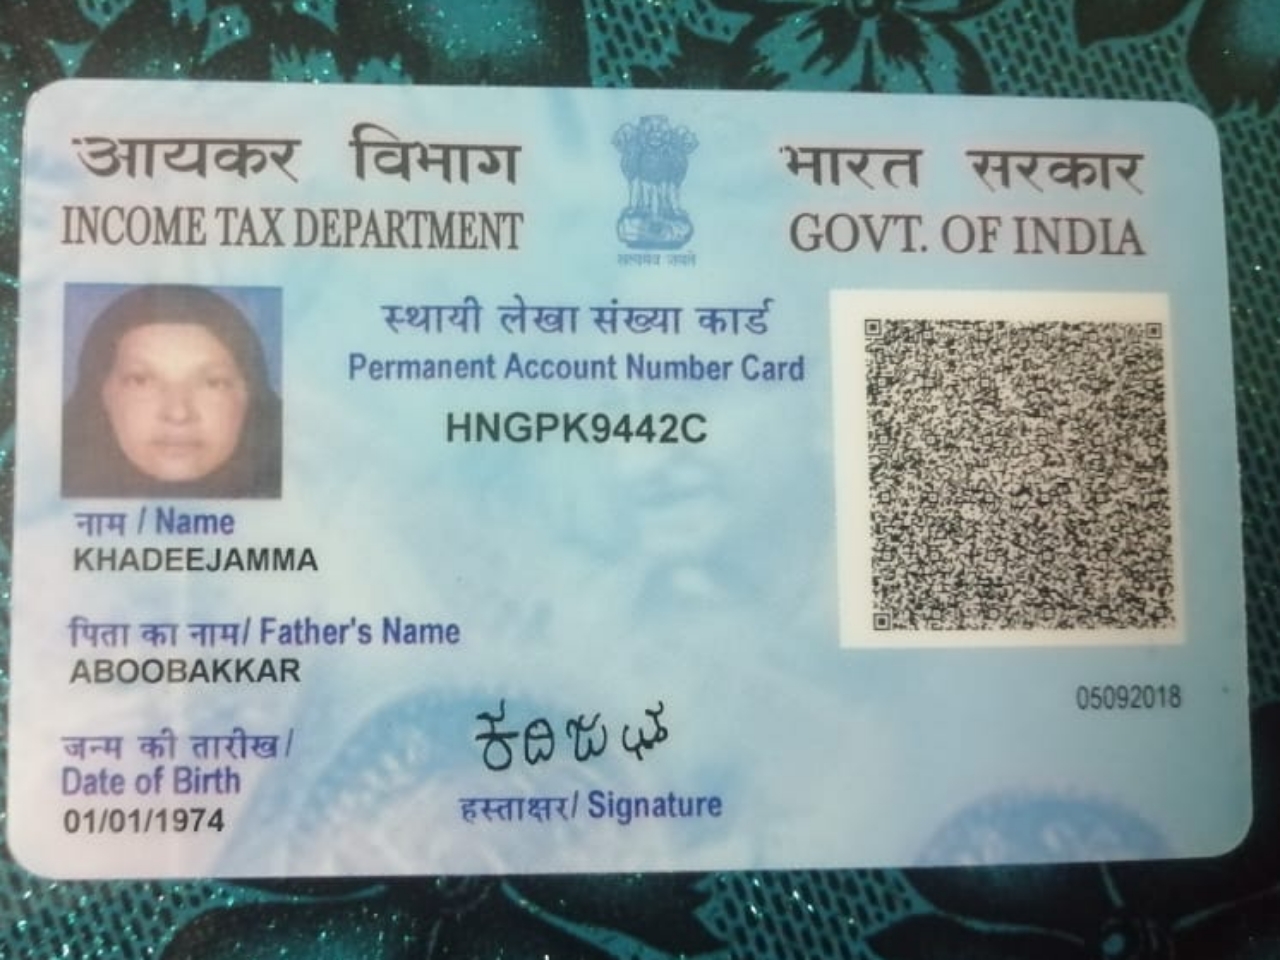 आयकर विभाग
INCOME TAX DEPARTMENT
सत्यमेव जयते
भारत सरकार
GOVT. OF INDIA
स्थायी लेखा संख्या कार्ड
Permanent Account Number Card
HNGPK9442C
नाम / Name
KHADEEJAMMA
पिता का नाम/ Father's Name
ABOOBAKKAR
जन्म की तारीख/
Date of Birth
01/01/1974
हस्ताक्षर/ Signature
05092018